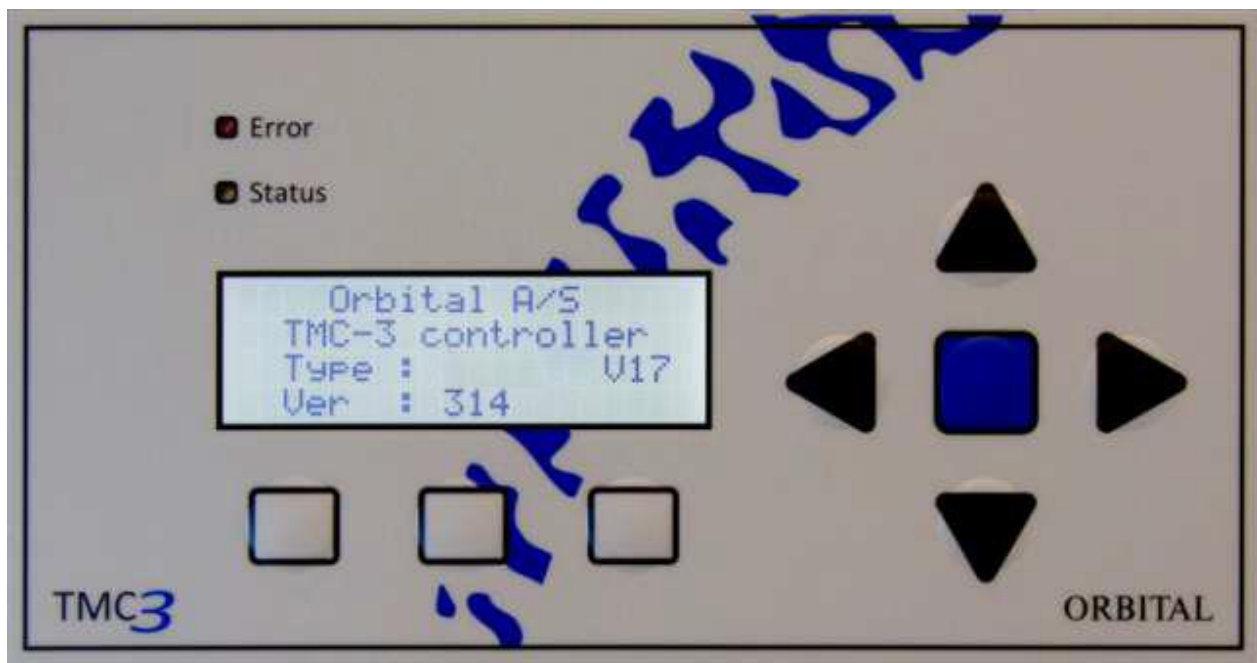 Error
Status
Orbital A/S
TMC-3 controller
Type : V17
Ver : 314
TMC3
ORBITAL